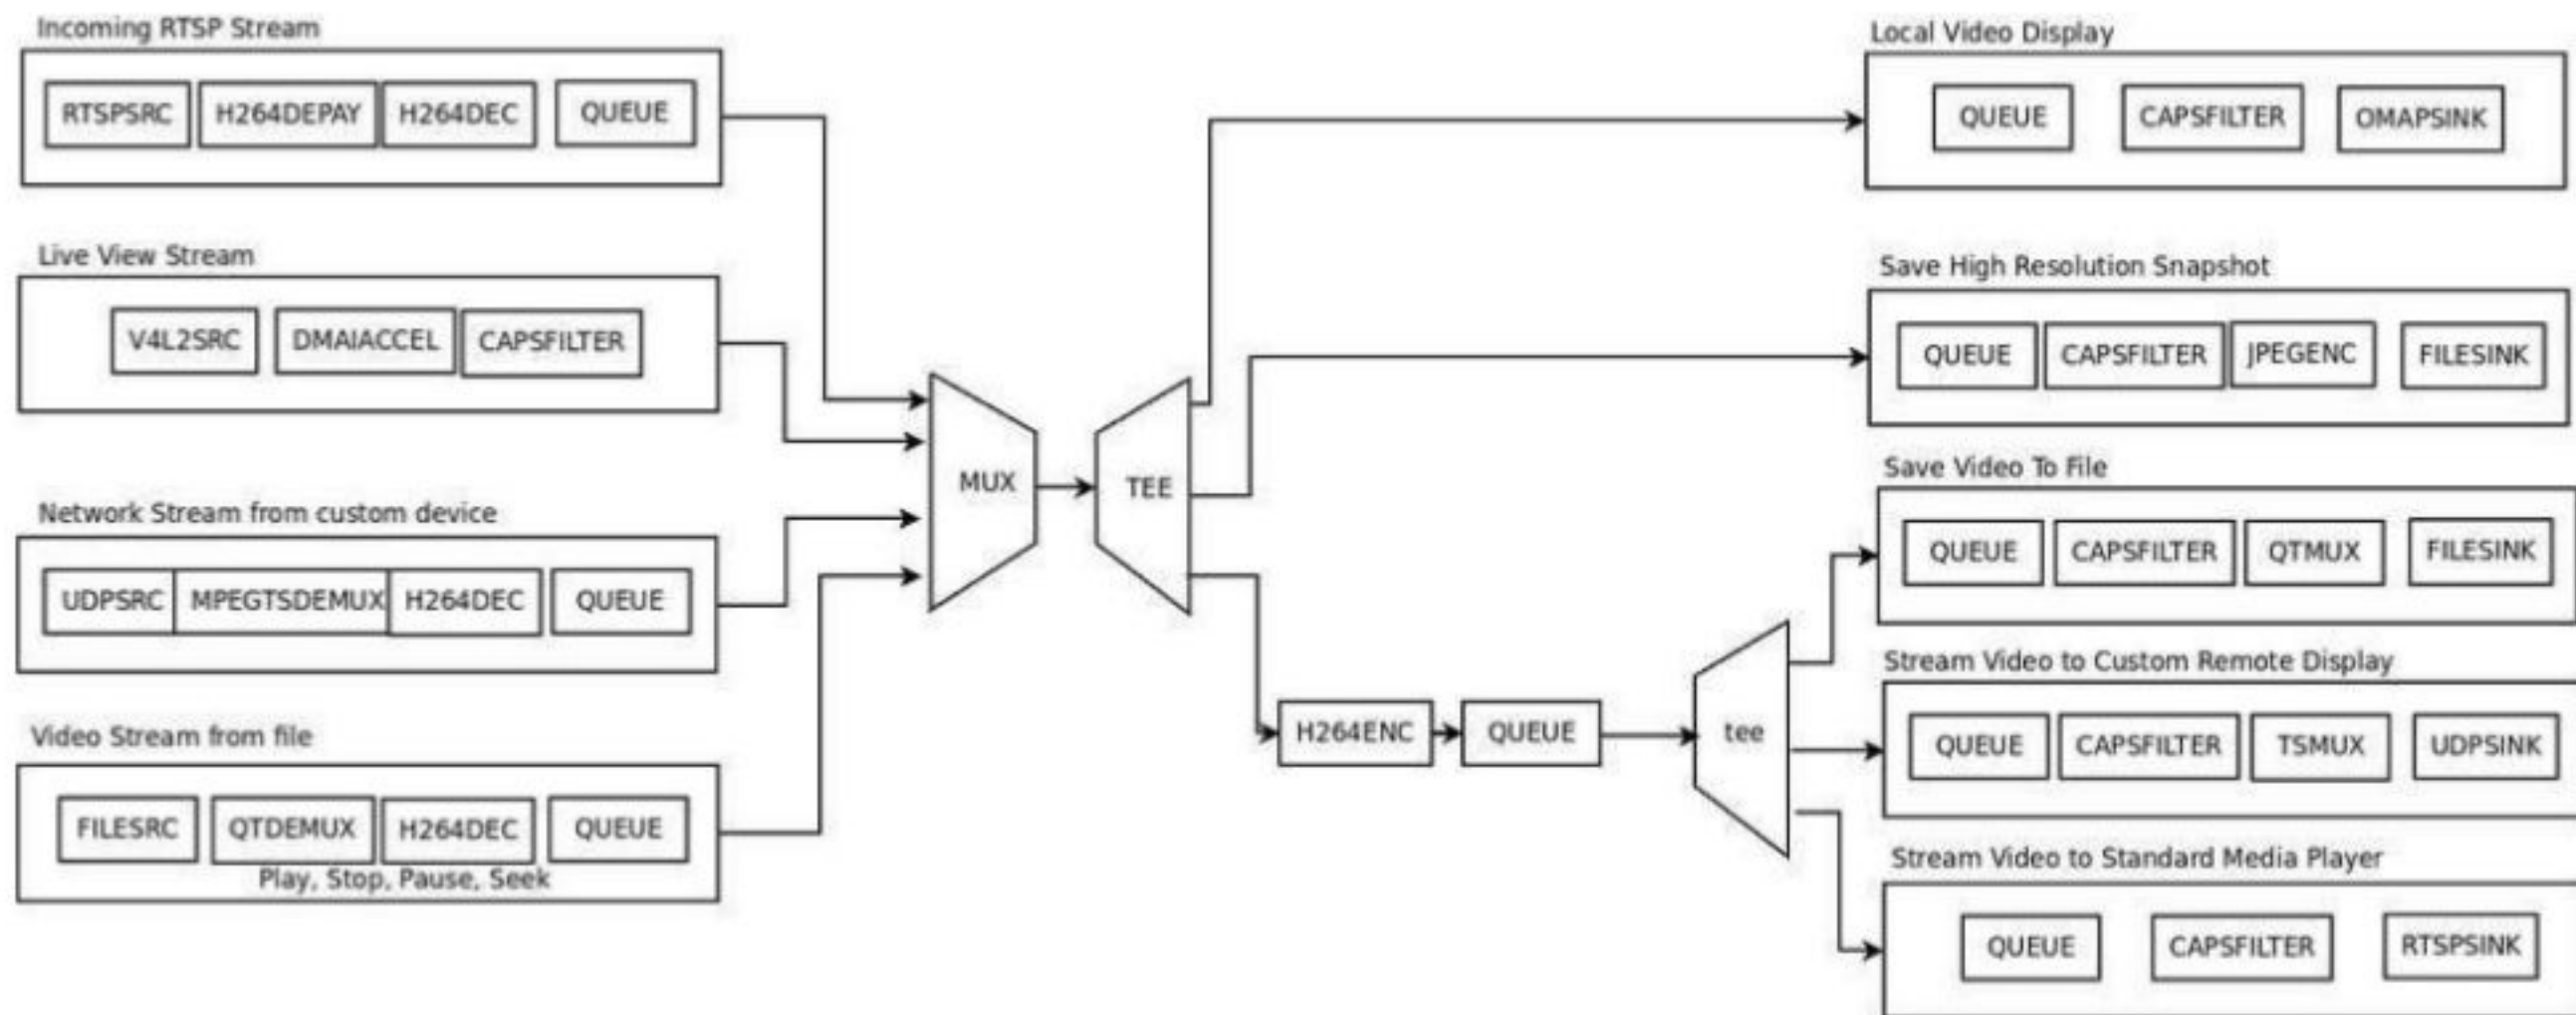 Incoming RTSP Stream
RTSPSRC H264DEPAY H264DEC QUEUE
Live View Stream
V4L2SRC DMAIACCEL CAPSFILTER
Network Stream from custom device
UDPSRC MPEGTSDEMUX H264DEC QUEUE
Video Stream from file
FILESRC QTDEMUX H264DEC QUEUE
Play, Stop, Pause, Seek
MUX
TEE
H264ENC QUEUE
tee
Local Video Display
QUEUE CAPSFILTER OMAPSINK
Save High Resolution Snapshot
QUEUE CAPSFILTER JPEGENC FILESINK
Save Video To File
QUEUE CAPSFILTER QTMUX FILESINK
Stream Video to Custom Remote Display
QUEUE CAPSFILTER TSMUX UDPSINK
Stream Video to Standard Media Player
QUEUE CAPSFILTER RTSPSINK